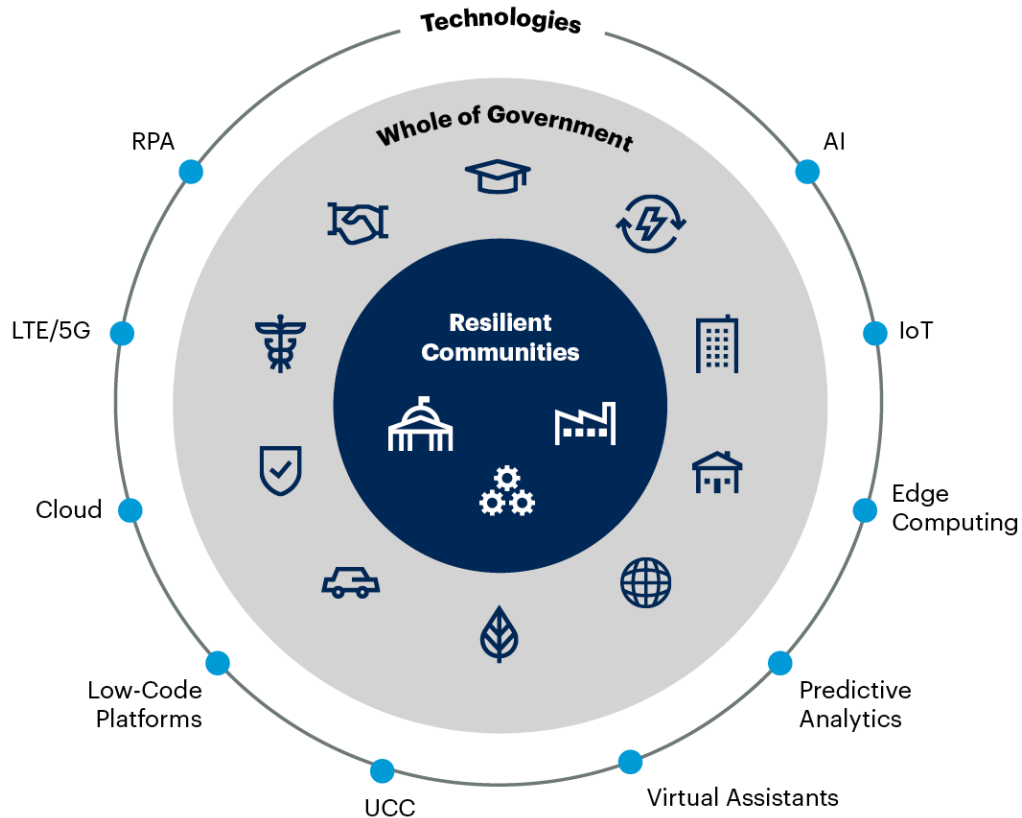 Technologies
Whole of Government
RPA
AI
Resilient
Communities
LTE/5G
IoT
Cloud
Edge
Computing
Low-Code
Platforms
Predictive
Analytics
UCC
Virtual Assistants